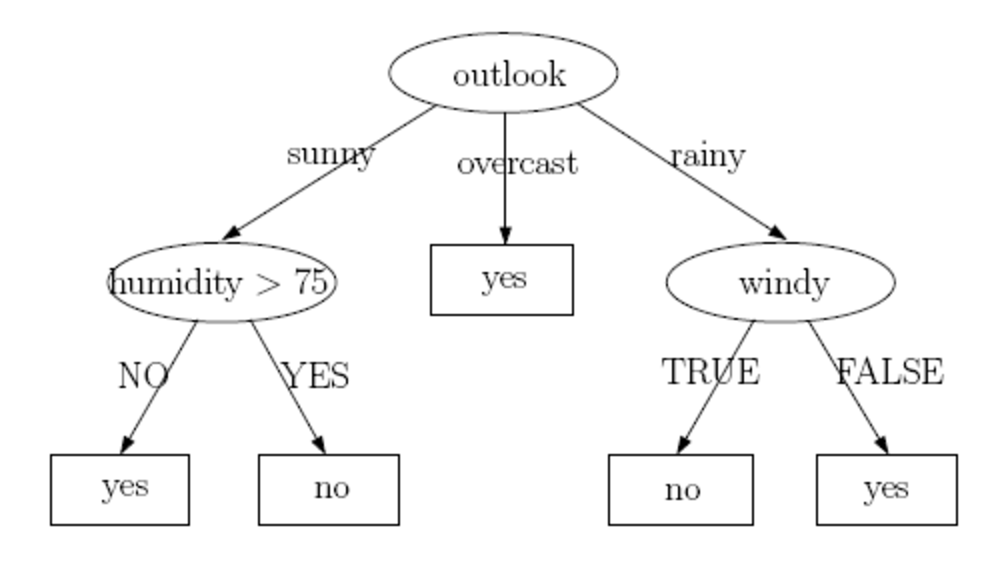 outlook
sunny
overcast
rainy
humidity > 75
yes
windy
NO
YES
TRUE
FALSE
yes
no
no
yes